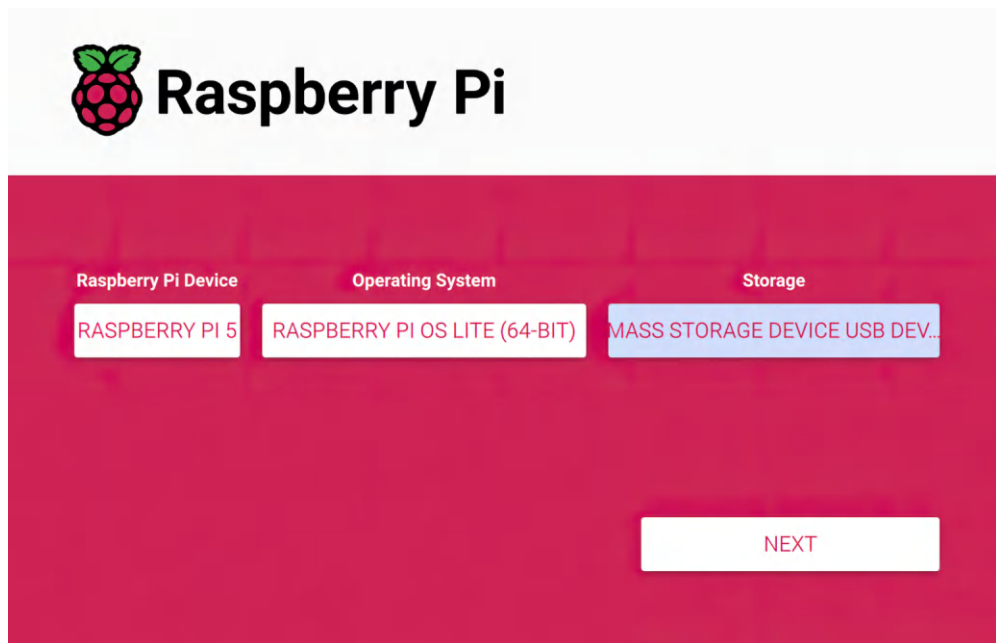 Raspberry Pi
Raspberry Pi Device
Operating System
Storage
RASPBERRY PI 5
RASPBERRY PI OS LITE (64-BIT)
MASS STORAGE DEVICE USB DEV...
NEXT